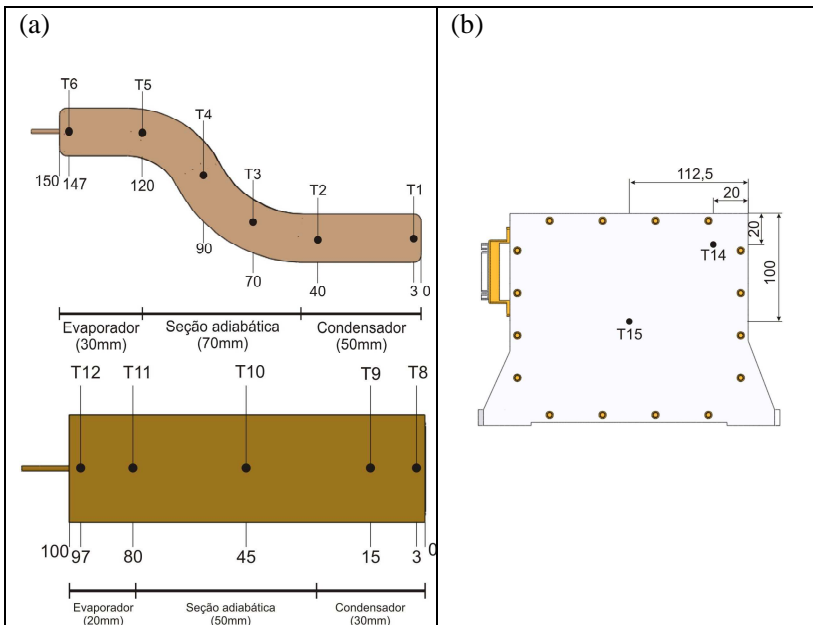 (a)
T6 T5
T4
T3
T2 T1
150 147 120
90
70
40
3 0
Evaporador Seção adiabática Condensador
(30mm) (70mm) (50mm)
T12 T11 T10 T9 T8
100 97 80 45 15 3 0
Evaporador Seção adiabática Condensador
(20mm) (50mm) (30mm)
(b)
112,5
20
20
T14
100
T15